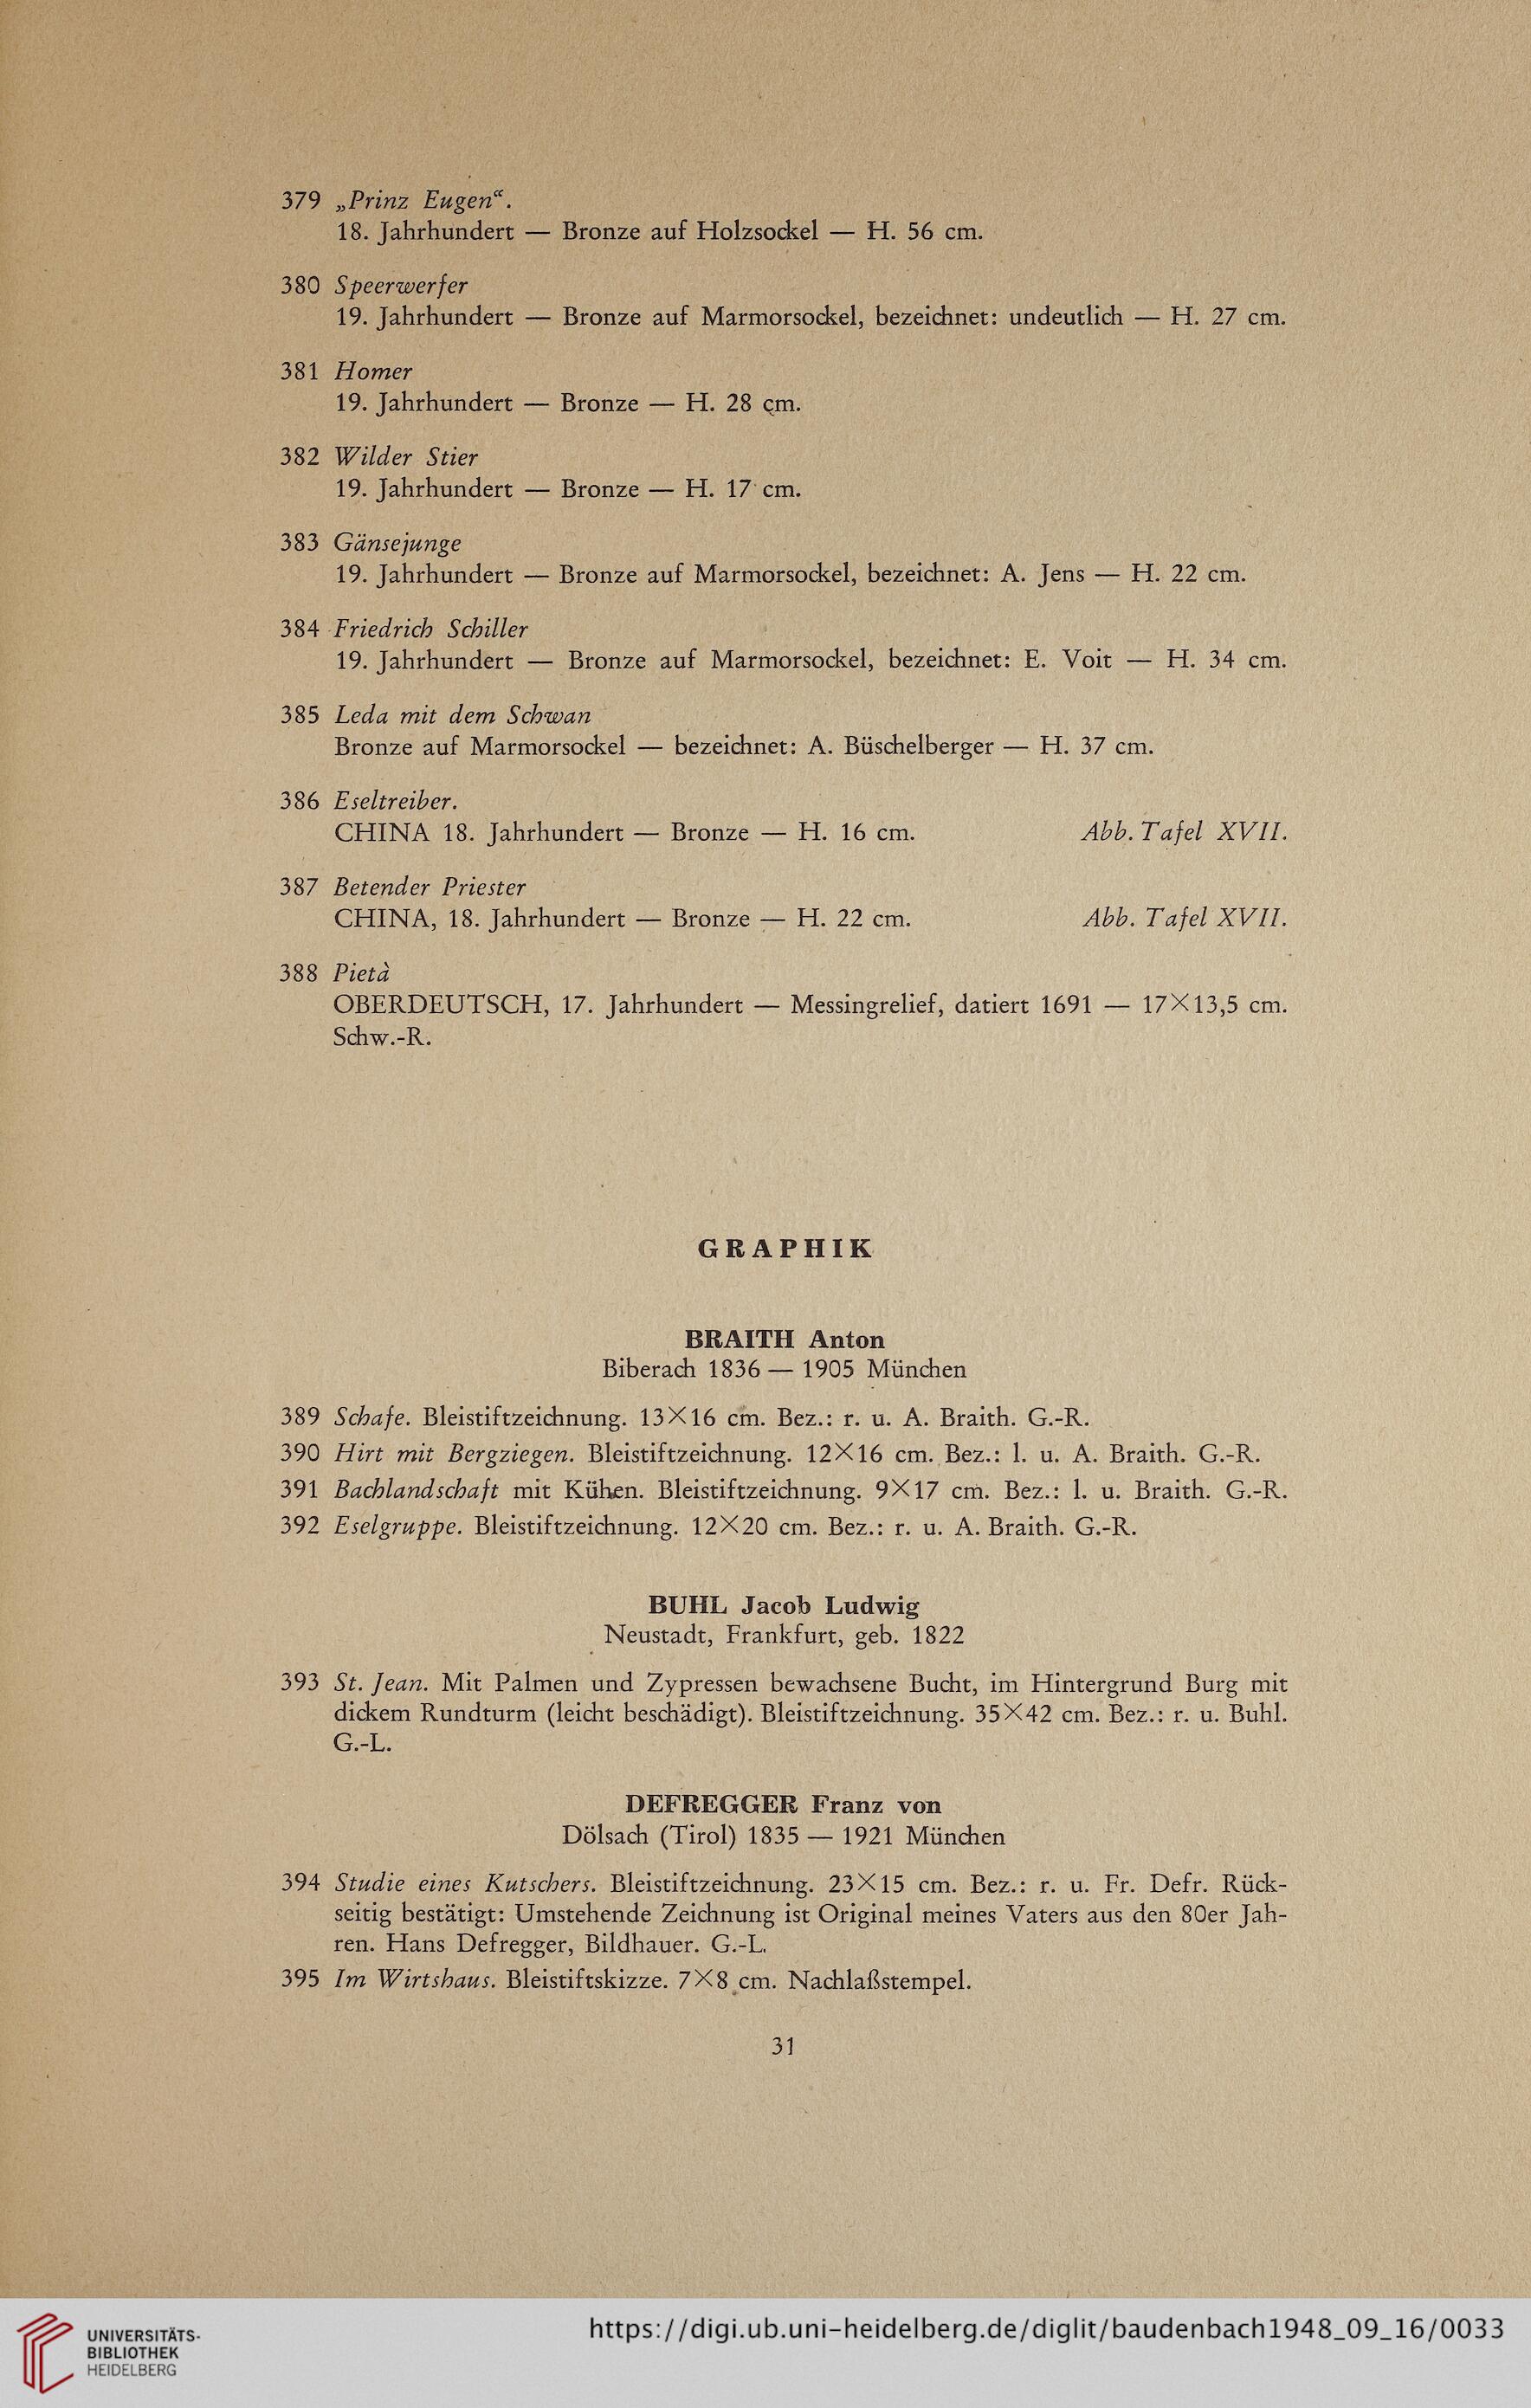 379 „Prinz Eugen“.
18. Jahrhundert — Bronze auf Holzsockel — H. 56 cm.
380 Speerwerfer
19. Jahrhundert — Bronze auf Marmorsockel, bezeichnet: undeutlich — H. 27 cm.
381 Homer
19. Jahrhundert — Bronze — H. 28 cm.
382 Wilder Stier
19. Jahrhundert — Bronze — H. 17 cm.
383 Gänsejunge
19. Jahrhundert — Bronze auf Marmorsockel, bezeichnet: A. Jens — H. 22 cm.
384 Friedrich Schiller
19. Jahrhundert — Bronze auf Marmorsockel, bezeichnet: E. Voit — H. 34 cm.
385 Leda mit dem Schwan
Bronze auf Marmorsockel — bezeichnet: A. Büschelberger — H. 37 cm.
386 Eseltreiber.
CHINA 18. Jahrhundert — Bronze — H. 16 cm. Abb. Tafel XVII.
387 Betender Priester
CHINA, 18. Jahrhundert — Bronze — H. 22 cm. Abb. Tafel XVII.
388 Pietà
OBERDEUTSCH, 17. Jahrhundert — Messingrelief, datiert 1691 — 17×13,5 cm.
Schw.-R.
GRAPHIK
BRAITH Anton
Biberach 1836 — 1905 München
389 Schafe. Bleistiftzeichnung. 13×16 cm. Bez.: r. u. A. Braith. G.-R.
390 Hirt mit Bergziegen. Bleistiftzeichnung. 12×16 cm. Bez.: l. u. A. Braith. G.-R.
391 Bachlandschaft mit Kühen. Bleistiftzeichnung. 9×17 cm. Bez.: l. u. Braith. G.-R.
392 Eselgruppe. Bleistiftzeichnung. 12×20 cm. Bez.: r. u. A. Braith. G.-R.
BUHL Jacob Ludwig
Neustadt, Frankfurt, geb. 1822
393 St. Jean. Mit Palmen und Zypressen bewachsene Bucht, im Hintergrund Burg mit
dickem Rundturm (leicht beschädigt). Bleistiftzeichnung. 35×42 cm. Bez.: r. u. Buhl.
G.-L.
DEFREGGER Franz von
Dölsach (Tirol) 1835 — 1921 München
394 Studie eines Kutschers. Bleistiftzeichnung. 23×15 cm. Bez.: r. u. Fr. Defr. Rück-
seitig bestätigt: Umstehende Zeichnung ist Original meines Vaters aus den 80er Jah-
ren. Hans Defregger, Bildhauer. G.-L.
395 Im Wirtshaus. Bleistiftskizze. 7×8 cm. Nachlaßstempel.
31
UNIVERSITÄTS-
BIBLIOTHEK
HEIDELBERG
https://digi.ub.uni-heidelberg.de/diglit/baudenbach1948_09_16/0033